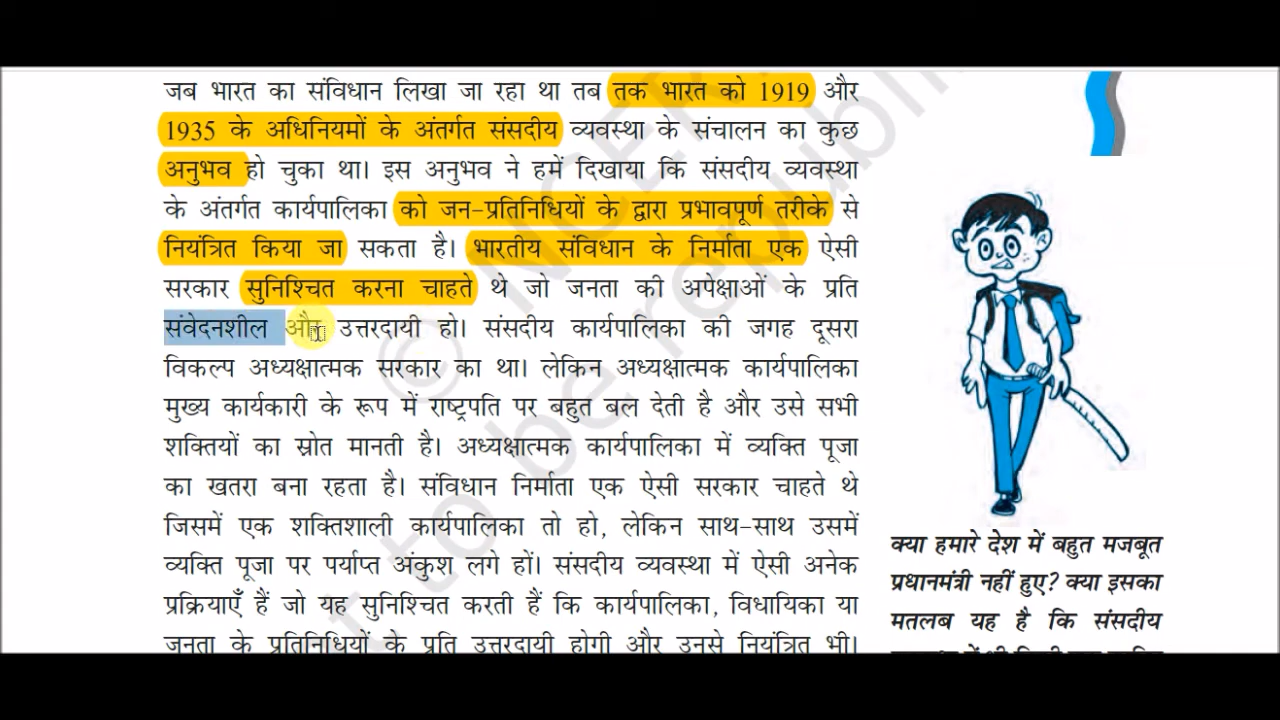 जब भारत का संविधान लिखा जा रहा था तब तक भारत को 1919 और
1935 के अधिनियमों के अंतर्गत संसदीय व्यवस्था के संचालन का कुछ
अनुभव हो चुका था। इस अनुभव ने हमें दिखाया कि संसदीय व्यवस्था
के अंतर्गत कार्यपालिका को जन-प्रतिनिधियों के द्वारा प्रभावपूर्ण तरीके से
नियंत्रित किया जा सकता है। भारतीय संविधान के निर्माता एक ऐसी
सरकार सुनिश्चित करना चाहते थे जो जनता की अपेक्षाओं के प्रति
संवेदनशील और उत्तरदायी हो। संसदीय कार्यपालिका की जगह दूसरा
विकल्प अध्यक्षात्मक सरकार का था। लेकिन अध्यक्षात्मक कार्यपालिका
मुख्य कार्यकारी के रूप में राष्ट्रपति पर बहुत बल देती है और उसे सभी
शक्तियों का स्रोत मानती है। अध्यक्षात्मक कार्यपालिका में व्यक्ति पूजा
का खतरा बना रहता है। संविधान निर्माता एक ऐसी सरकार चाहते थे
जिसमें एक शक्तिशाली कार्यपालिका तो हो, लेकिन साथ-साथ उसमें
व्यक्ति पूजा पर पर्याप्त अंकुश लगे हों। संसदीय व्यवस्था में ऐसी अनेक
प्रक्रियाएँ हैं जो यह सुनिश्चित करती हैं कि कार्यपालिका, विधायिका या
जनता के प्रतिनिधियों के प्रति उत्तरदायी होगी और उनसे नियंत्रित भी।
क्या हमारे देश में बहुत मजबूत
प्रधानमंत्री नहीं हुए? क्या इसका
मतलब यह है कि संसदीय
© NCER
t to be republi